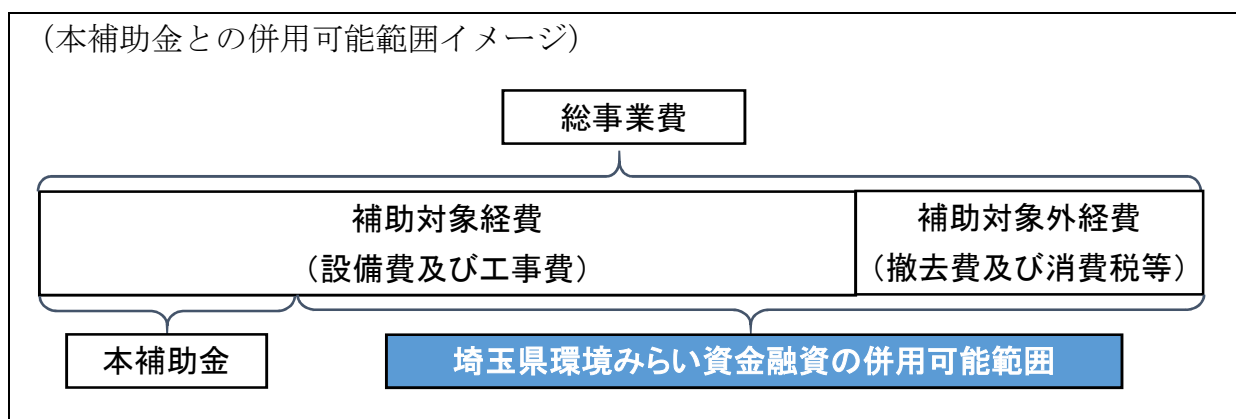 （本補助金との併用可能範囲イメージ）
総事業費
補助対象経費
（設備費及び工事費）
補助対象外経費
（撤去費及び消費税等）
本補助金
埼玉県環境みらい資金融資の併用可能範囲